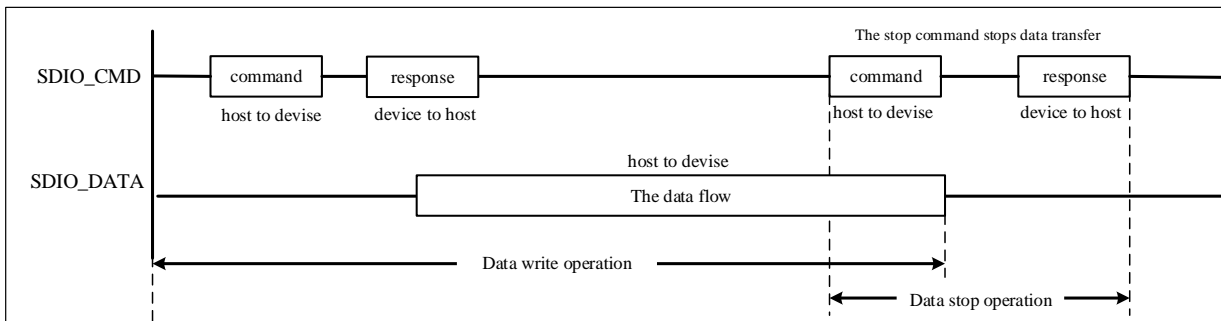 The stop command stops data transfer
SDIO_CMD
command
response
command
response
host to devise
device to host
host to devise
device to host
host to devise
SDIO_DATA
The data flow
Data write operation
Data stop operation